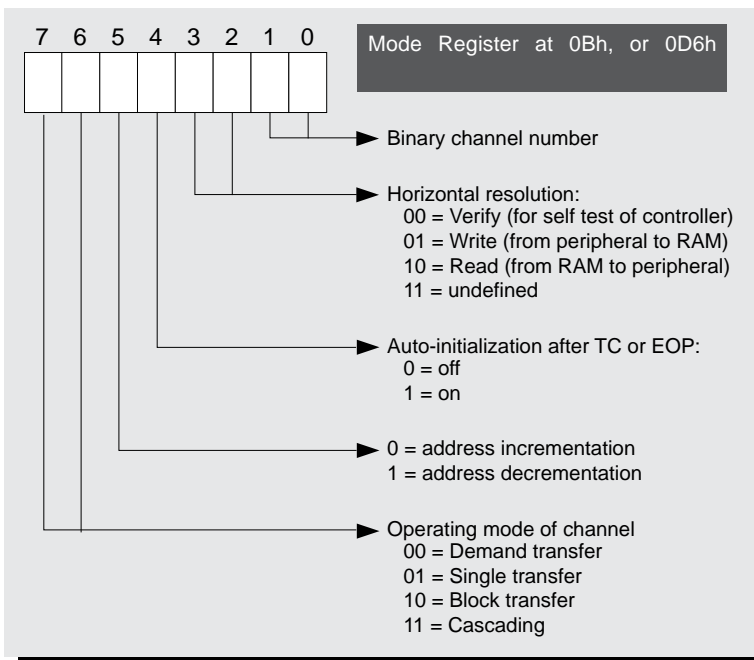 7 6 5 4 3 2 1 0
Mode Register at 0Bh, or 0D6h
Binary channel number
Horizontal resolution:
00 = Verify (for self test of controller)
01 = Write (from peripheral to RAM)
10 = Read (from RAM to peripheral)
11 = undefined
Auto-initialization after TC or EOP:
0 = off
1 = on
0 = address incrementation
1 = address decrementation
Operating mode of channel
00 = Demand transfer
01 = Single transfer
10 = Block transfer
11 = Cascading